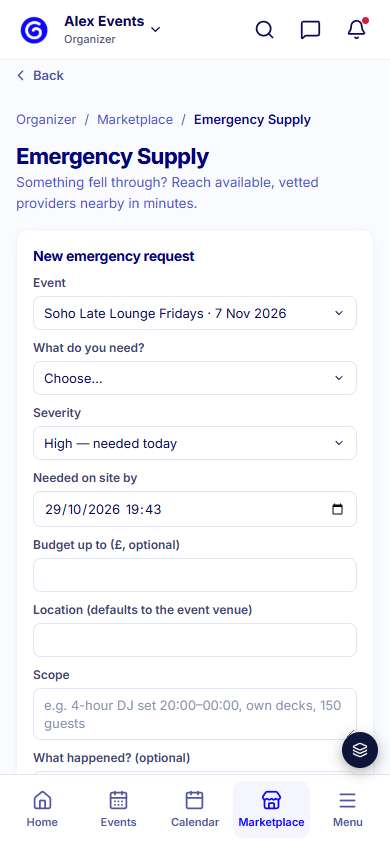 Alex Events
Organizer
Back
Organizer / Marketplace / Emergency Supply
Emergency Supply
Something fell through? Reach available, vetted
providers nearby in minutes.
New emergency request
Event
Soho Late Lounge Fridays · 7 Nov 2026
What do you need?
Choose...
Severity
High — needed today
Needed on site by
29/10/2026 19:43
Budget up to (£, optional)
Location (defaults to the event venue)
Scope
e.g. 4-hour DJ set 20:00–00:00, own decks, 150
guests
What happened? (optional)
Home Events Calendar Marketplace Menu